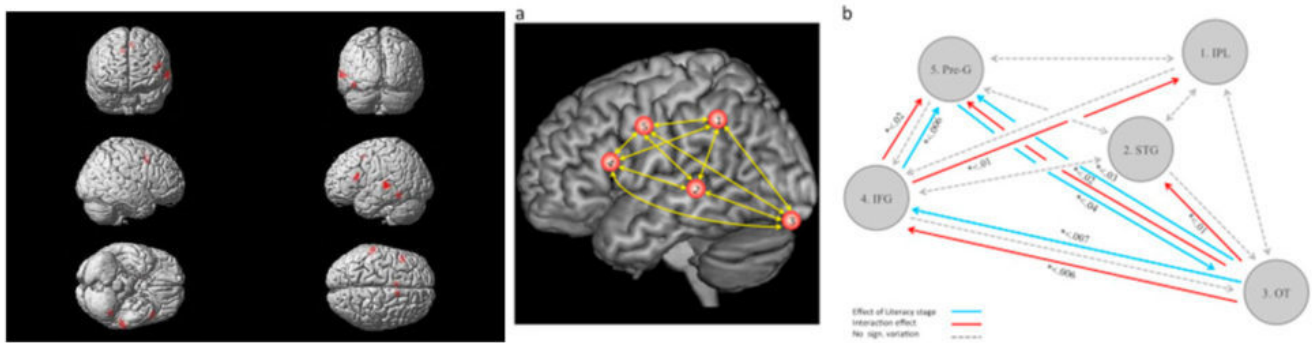 a
b
1. IPL
5. Pre-G
2. STG
4. IFG
3. OT
*<.02
*<.006
*<.01
*<.03
*<.02
*<.04
*<.01
*<.007
*<.006
Effect of Literacy stage
Interaction effect
No sign. variation